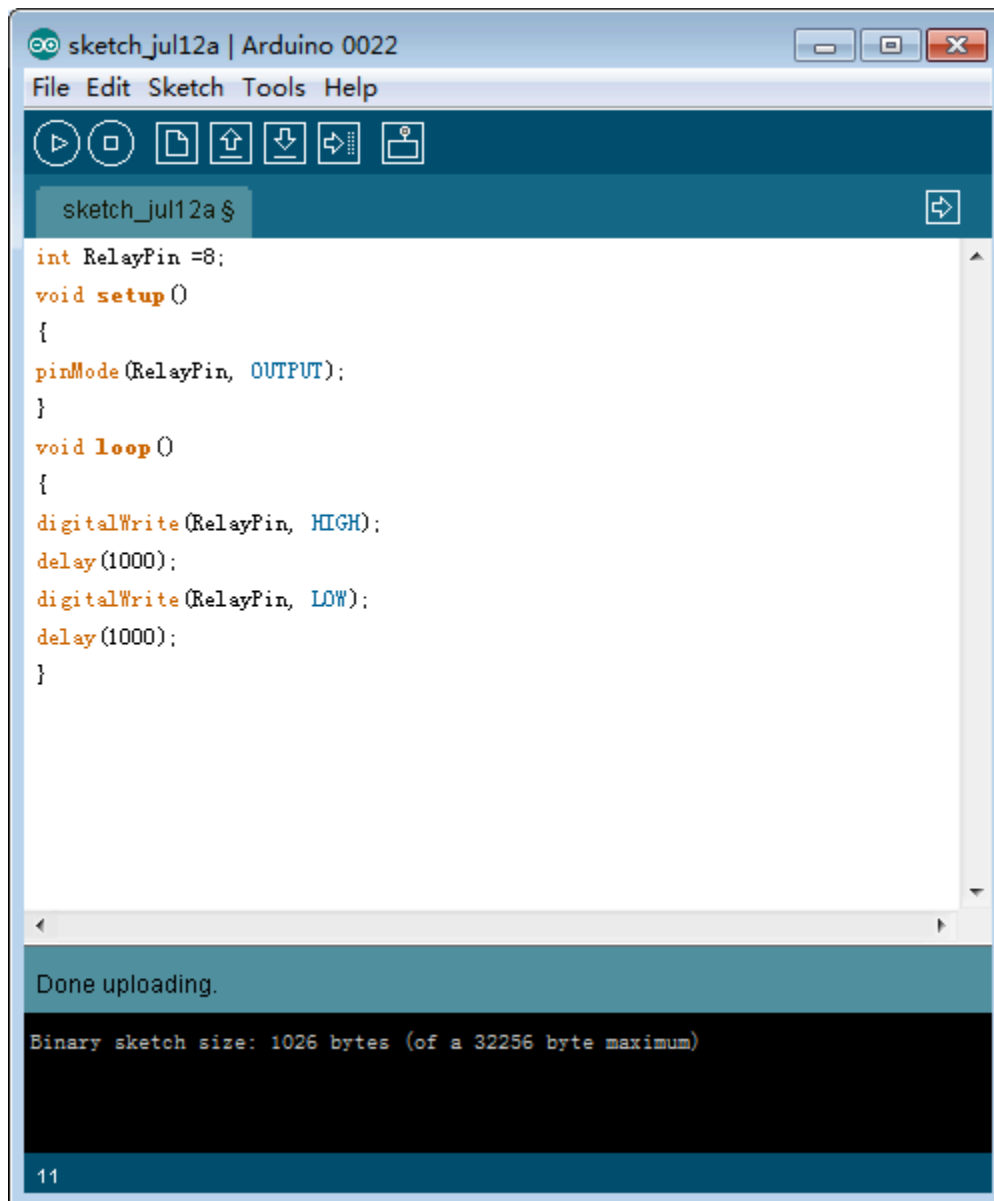 sketch_jul12a | Arduino 0022
File Edit Sketch Tools Help
sketch_jul12a §
int RelayPin =8;
void setup()
{
pinMode(RelayPin, OUTPUT);
}
void loop()
{
digitalWrite(RelayPin, HIGH);
delay(1000);
digitalWrite(RelayPin, LOW);
delay(1000);
}
Done uploading.
Binary sketch size: 1026 bytes (of a 32256 byte maximum)
11